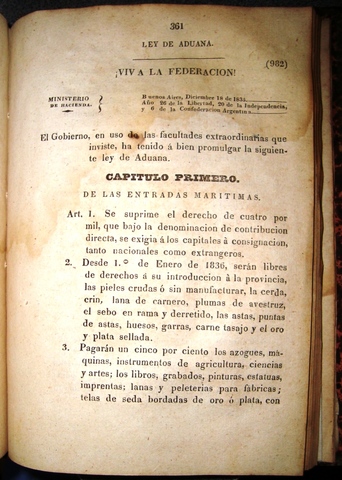 361
LEY DE ADUANA.
¡VIVA LA FEDERACION!
(982)
MINISTERIO
DE HACIENDA.
Buenos Aires, Diciembre 18 de 1835.
Año 26 de la Libertad, 20 de la Independencia,
y 6 de la Confederacion Argentina.
El Gobierno, en uso de las facultades extraordinarias que
inviste, ha tenido á bien promulgar la siguien-
te ley de Aduana.
CAPITULO PRIMERO.
DE LAS ENTRADAS MARITIMAS.
Art. 1. Se suprime el derecho de cuatro por
mil, que bajo la denominacion de contribucion
directa, se exigia á los capitales à consignacion,
tanto nacionales como extrangeros.
2. Desde 1.º de Enero de 1836, serán libres
de derechos á su introduccion à la provincia,
las pieles crudas ó sin manufacturar, la cerda,
crin, lana de carnero, plumas de avestruz,
el sebo en rama y derretido, las astas, puntas
de astas, huesos, garras, carne tasajo y el oro
y plata sellada.
3. Pagarán un cinco por ciento los azogues, mà-
quinas, instrumentos de agricultura, ciencias
y artes; los libros, grabados, pinturas, estatuas,
imprentas; lanas y peleterias para fábricas;
telas de seda bordadas de oro ó plata, con